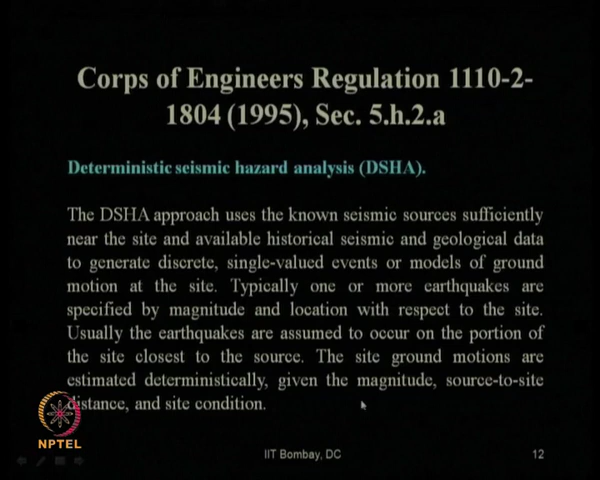 Corps of Engineers Regulation 1110-2-
1804 (1995), Sec. 5.h.2.a
Deterministic seismic hazard analysis (DSHA).
The DSHA approach uses the known seismic sources sufficiently
near the site and available historical seismic and geological data
to generate discrete, single-valued events or models of ground
motion at the site. Typically one or more earthquakes are
specified by magnitude and location with respect to the site.
Usually the earthquakes are assumed to occur on the portion of
the site closest to the source. The site ground motions are
estimated deterministically, given the magnitude, source-to-site
distance, and site condition.
NPTEL
IIT Bombay, DC
12